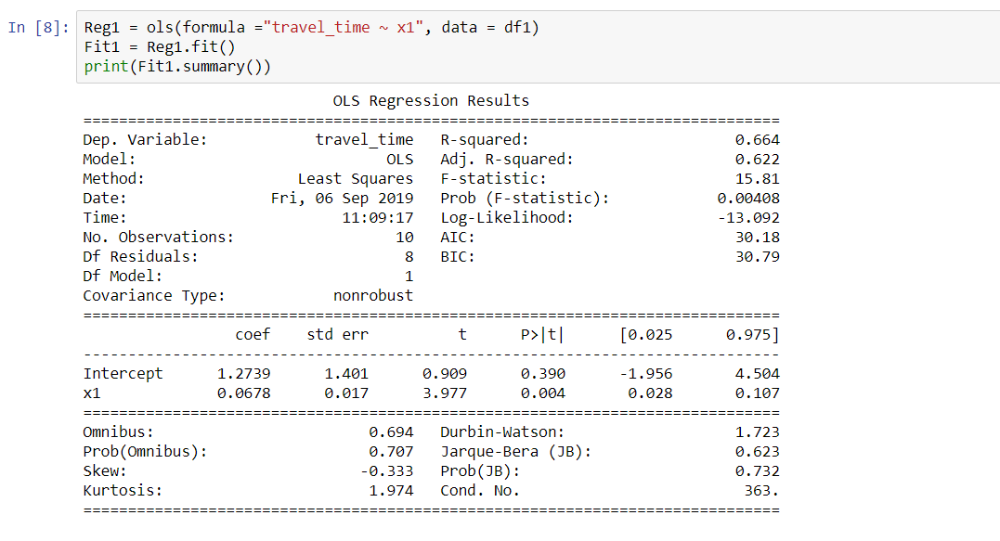 In [8]: Reg1 = ols(formula ="travel_time ~ x1", data = df1)
Fit1 = Reg1.fit()
print(Fit1.summary())
OLS Regression Results
==============================================================================
Dep. Variable:            travel_time   R-squared:                       0.664
Model:                            OLS   Adj. R-squared:                  0.622
Method:                 Least Squares   F-statistic:                     15.81
Date:                Fri, 06 Sep 2019   Prob (F-statistic):            0.00408
Time:                        11:09:17   Log-Likelihood:                -13.092
No. Observations:                  10   AIC:                             30.18
Df Residuals:                       8   BIC:                             30.79
Df Model:                           1
Covariance Type:            nonrobust
==============================================================================
                 coef    std err          t      P>|t|      [0.025      0.975]
------------------------------------------------------------------------------
Intercept      1.2739      1.401      0.909      0.390      -1.956       4.504
x1             0.0678      0.017      3.977      0.004       0.028       0.107
==============================================================================
Omnibus:                        0.694   Durbin-Watson:                   1.723
Prob(Omnibus):                  0.707   Jarque-Bera (JB):                0.623
Skew:                          -0.333   Prob(JB):                        0.732
Kurtosis:                       1.974   Cond. No.                         363.
==============================================================================